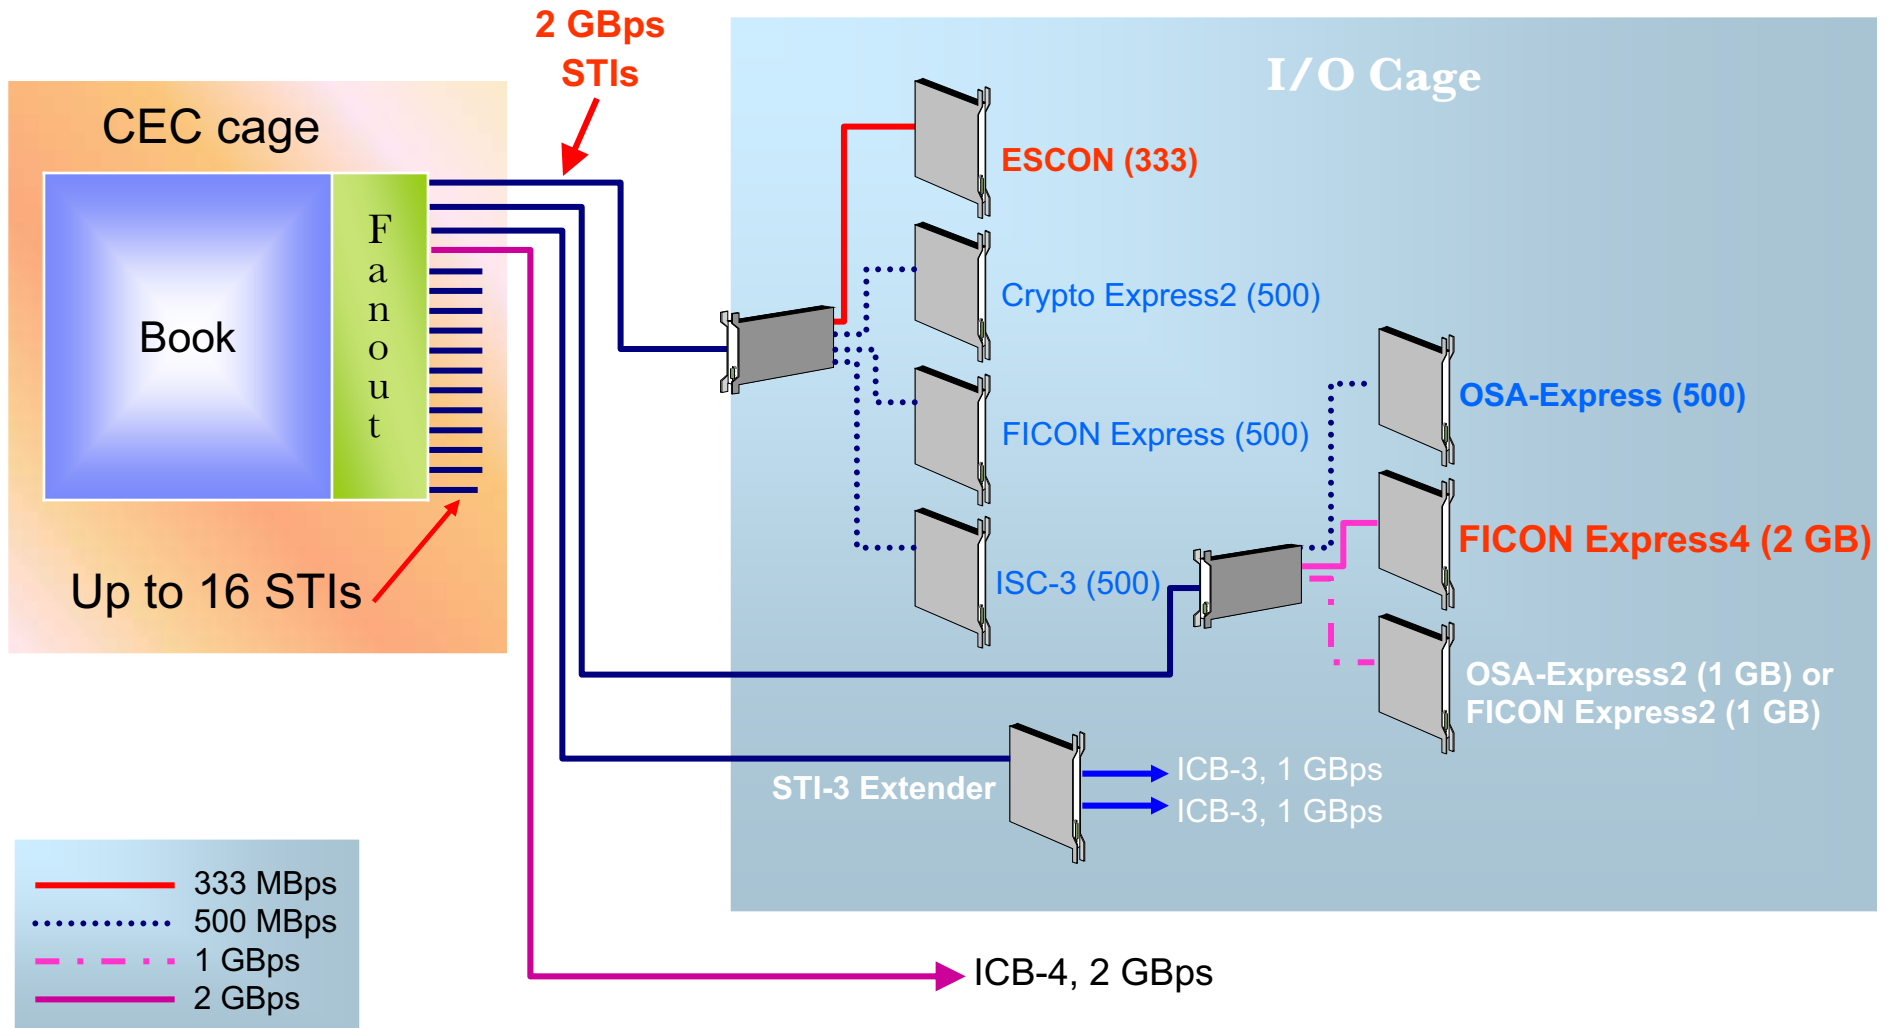 2 GBps
STIs
I/O Cage
CEC cage
ESCON (333)
Fanout
Crypto Express2 (500)
Book
OSA-Express (500)
FICON Express (500)
FICON Express4 (2 GB)
ISC-3 (500)
Up to 16 STIs
OSA-Express2 (1 GB) or
FICON Express2 (1 GB)
STI-3 Extender
ICB-3, 1 GBps
ICB-3, 1 GBps
333 MBps
500 MBps
1 GBps
2 GBps
ICB-4, 2 GBps